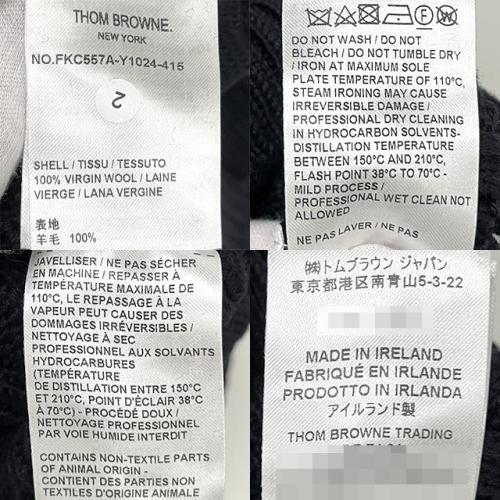 THOM BROWNE.
NEW YORK
NO.FKC557A-Y1024-415
2
SHELL / TISSU / TESSUTO
100% VIRGIN WOOL / LAINE
VIERGE / LANA VERGINE
表地
羊毛 100%
DO NOT WASH / DO NOT
BLEACH / DO NOT TUMBLE DRY
/ IRON AT MAXIMUM SOLE
PLATE TEMPERATURE OF 110°C,
STEAM IRONING MAY CAUSE
IRREVERSIBLE DAMAGE /
PROFESSIONAL DRY CLEANING
IN HYDROCARBON SOLVENTS-
DISTILLATION TEMPERATURE
BETWEEN 150°C AND 210°C,
FLASH POINT 38°C TO 70°C -
MILD PROCESS /
PROFESSIONAL WET CLEAN NOT
ALLOWED
NE PAS LAVER / NE PAS
JAVELLISER / NE PAS SÉCHER
EN MACHINE / REPASSER À
TEMPÉRATURE MAXIMALE DE
110°C, LE REPASSAGE À LA
VAPEUR PEUT CAUSER DES
DOMMAGES IRRÉVERSIBLES /
NETTOYAGE À SEC
PROFESSIONNEL AUX SOLVANTS
HYDROCARBURES
(TEMPÉRATURE
DE DISTILLATION ENTRE 150°C
ET 210°C, POINT D'ÉCLAIR 38°C
À 70°C) - PROCÉDÉ DOUX /
NETTOYAGE PROFESSIONNEL
PAR VOIE HUMIDE INTERDIT
CONTAINS NON-TEXTILE PARTS
OF ANIMAL ORIGIN -
CONTIENT DES PARTIES NON
TEXTILES D'ORIGINE ANIMALE
㈱トムブラウン ジャパン
東京都港区南青山5-3-22
MADE IN IRELAND
FABRIQUÉ EN IRLANDE
PRODOTTO IN IRLANDA
アイルランド製
THOM BROWNE TRADING